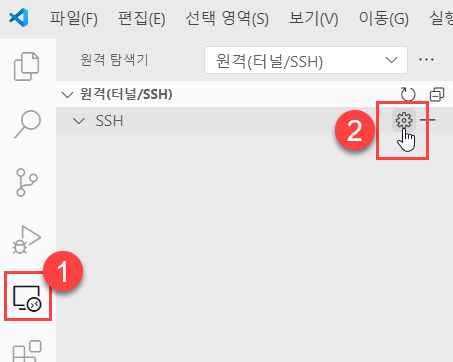 파일(F) 편집(E) 선택 영역(S) 보기(V) 이동(G) 실행
원격 탐색기 원격(터널/SSH) ...
원격(터널/SSH)
SSH
2
1